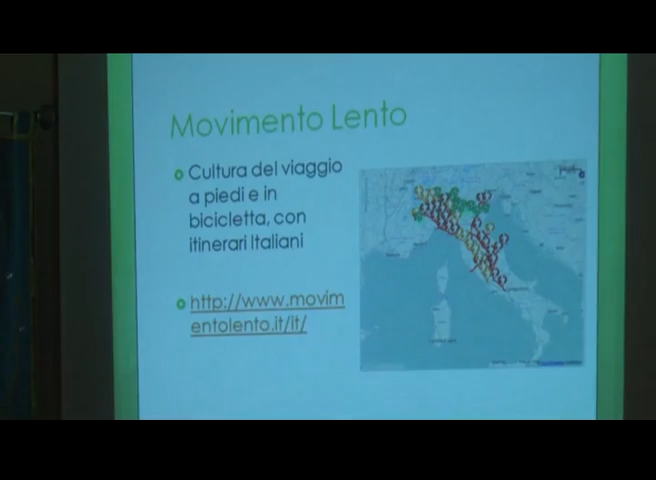 Movimento Lento
Cultura del viaggio
a piedi e in
bicicletta, con
itinerari Italiani
http://www.movim
entolento.it/it/